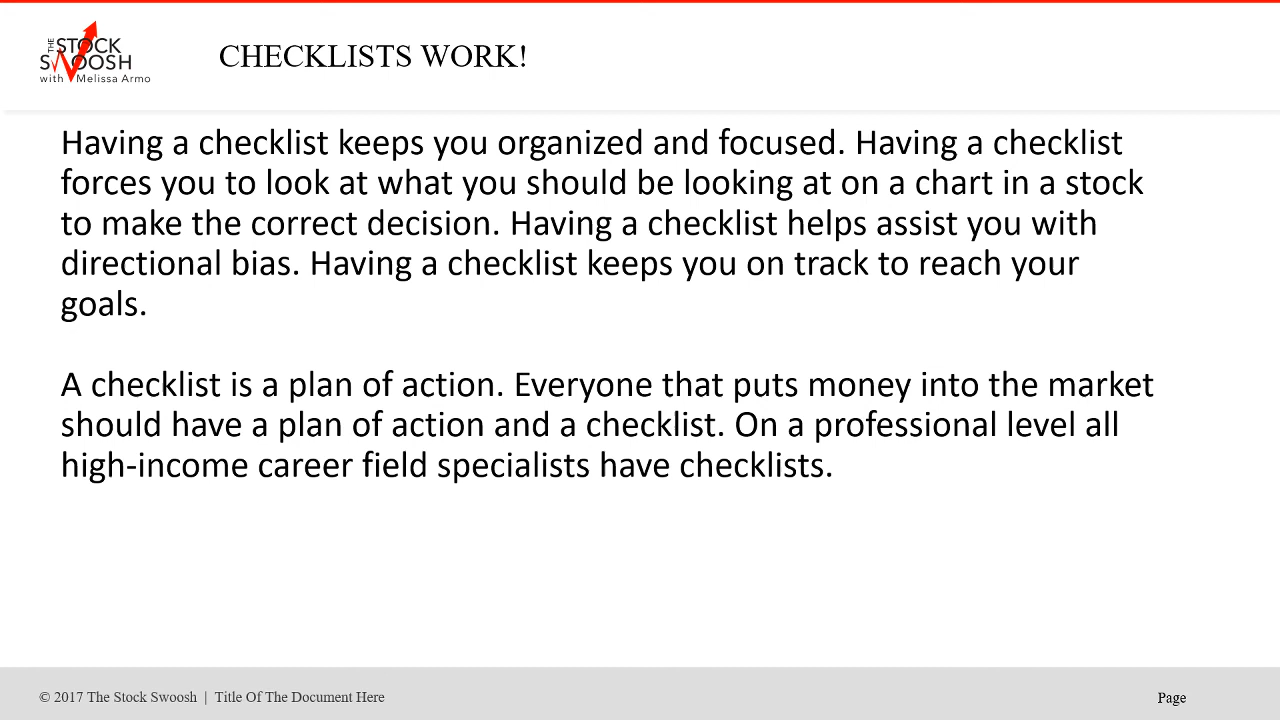 THE STOCK
SWOOSH
with Melissa Armo
CHECKLISTS WORK!
Having a checklist keeps you organized and focused. Having a checklist
forces you to look at what you should be looking at on a chart in a stock
to make the correct decision. Having a checklist helps assist you with
directional bias. Having a checklist keeps you on track to reach your
goals.
A checklist is a plan of action. Everyone that puts money into the market
should have a plan of action and a checklist. On a professional level all
high-income career field specialists have checklists.
© 2017 The Stock Swoosh | Title Of The Document Here
Page